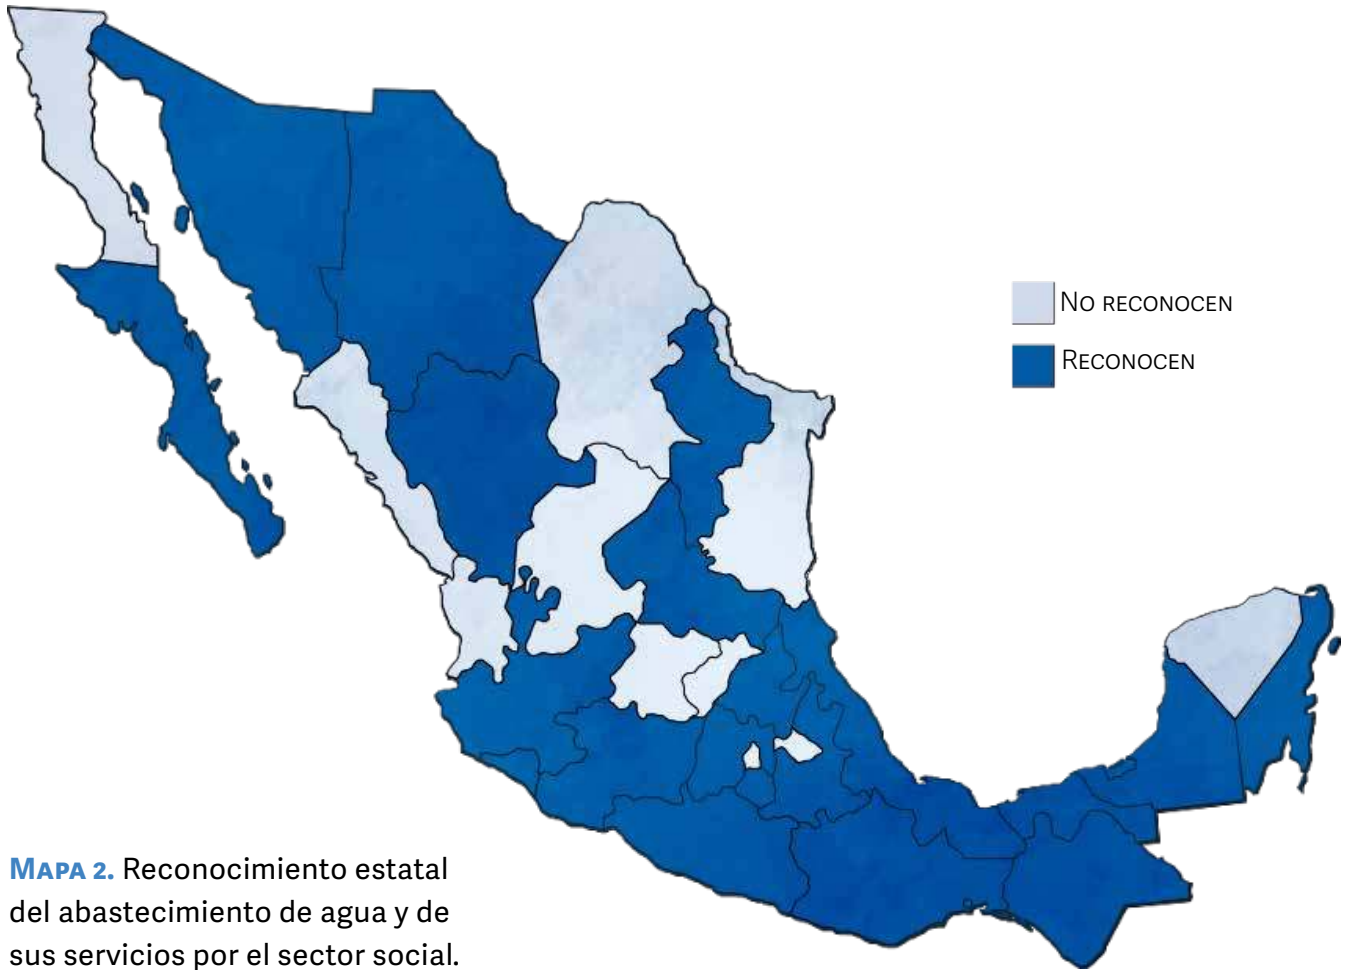 No reconocen
Reconocen
Mapa 2. Reconocimiento estatal
del abastecimiento de agua y de
sus servicios por el sector social.